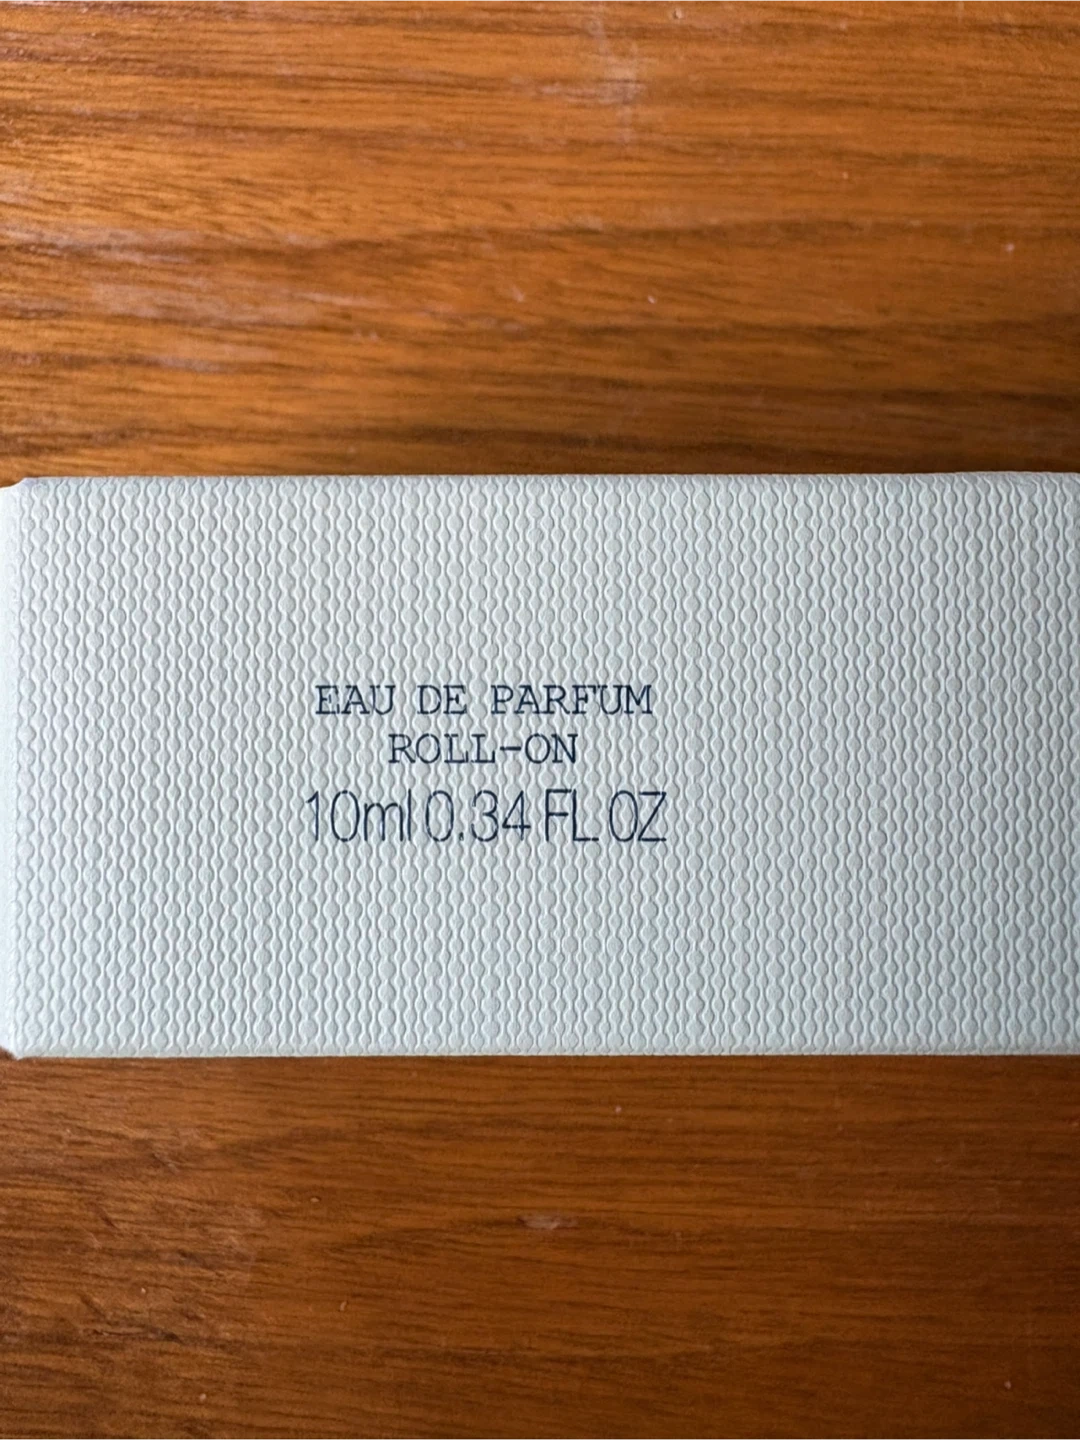 EAU DE PARFUM
ROLL-ON
10ml 0.34 FL. OZ